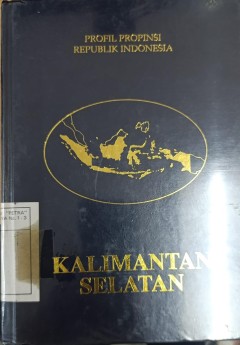 PROFIL PROPINSI
REPUBLIK INDONESIA
KALIMANTAN
SELATAN